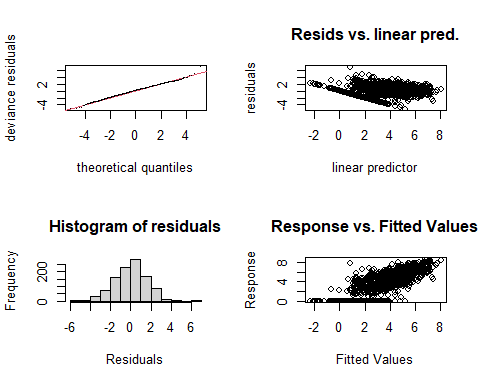 deviance residuals
-4 2
-4 -2 0 2 4
theoretical quantiles
Resids vs. linear pred.
residuals
-4 2
-2 0 2 4 6 8
linear predictor
Histogram of residuals
Frequency
0 200
-6 -4 -2 0 2 4 6
Residuals
Response vs. Fitted Values
Response
0 4 8
-2 0 2 4 6 8
Fitted Values